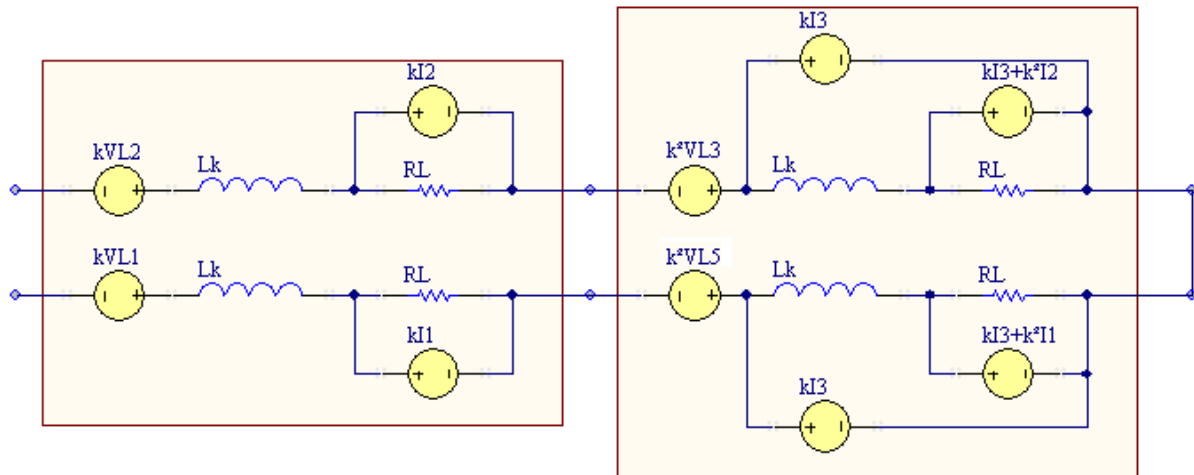 kI3
kI2
kI3+k²I2
kVL2
Lk
RL
k²VL3
Lk
RL
kVL1
Lk
RL
k²VL5
Lk
RL
kI1
kI3+k²I1
kI3